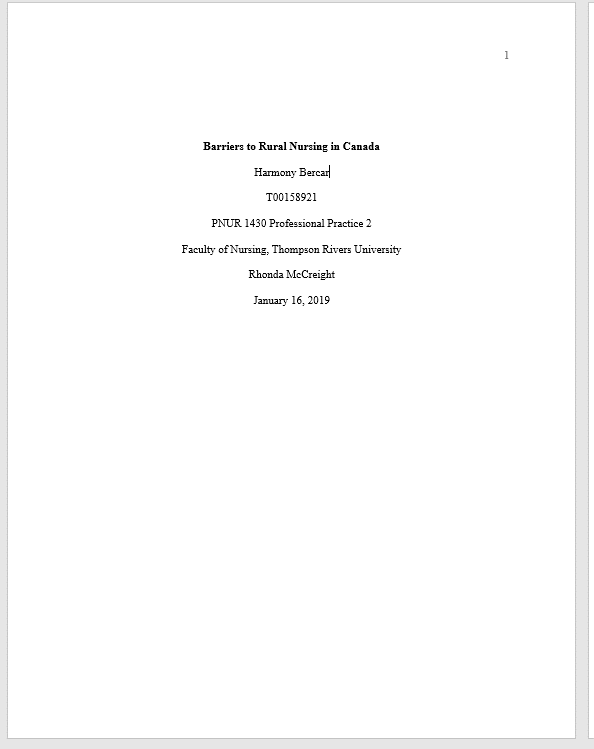 1
Barriers to Rural Nursing in Canada
Harmony Bercar
T00158921
PNUR 1430 Professional Practice 2
Faculty of Nursing, Thompson Rivers University
Rhonda McCreight
January 16, 2019